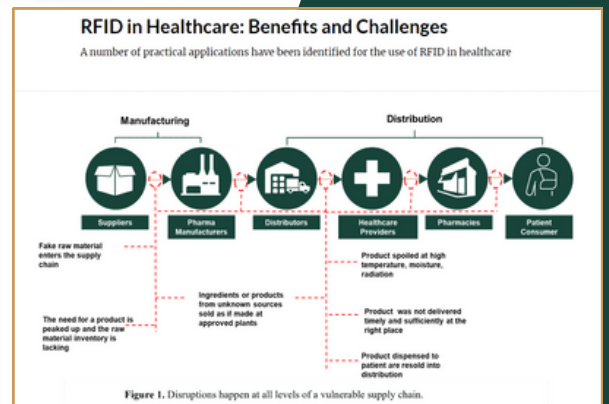 RFID in Healthcare: Benefits and Challenges
A number of practical applications have been identified for the use of RFID in healthcare
Manufacturing
Distribution
Suppliers
Pharma
Manufacturers
Distributors
Healthcare
Providers
Pharmacies
Patient
Consumer
Fake raw material
enters the supply
chain
The need for a product is
peaked up and the raw
material inventory is
lacking
Ingredients or products
from unknown sources
sold as if made at
approved plants
Product spoiled at high
temperature, moisture,
radiation
Product was not delivered
timely and sufficiently at the
right place
Product dispensed to
patient are resold into
distribution
Figure 1. Disruptions happen at all levels of a vulnerable supply chain.